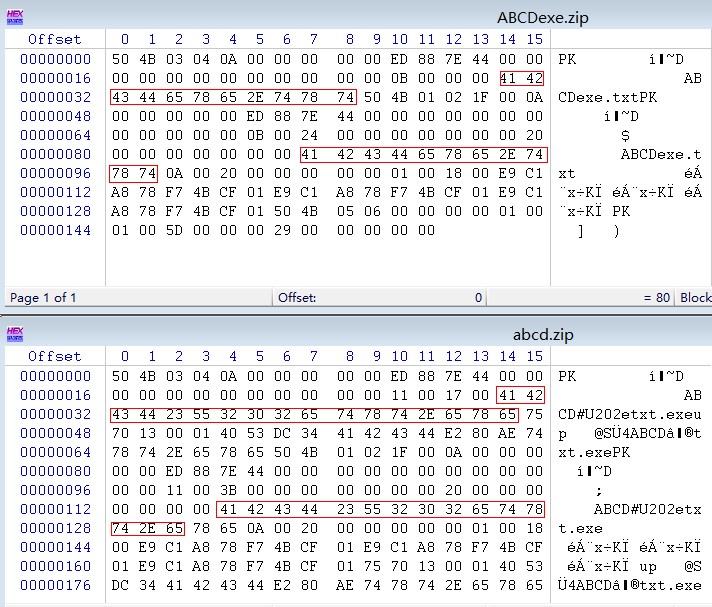 HEX
ABCDexe.zip
Offset 0 1 2 3 4 5 6 7 8 9 10 11 12 13 14 15
00000000 50 4B 03 04 0A 00 00 00 00 00 ED 88 7E 44 00 00 PK í▮~D
00000016 00 00 00 00 00 00 00 00 00 00 0B 00 00 00 41 42 AB
00000032 43 44 65 78 65 2E 74 78 74 50 4B 01 02 1F 00 0A CDexe.txtPK
00000048 00 00 00 00 00 ED 88 7E 44 00 00 00 00 00 00 00 í▮~D
00000064 00 00 00 00 00 0B 00 24 00 00 00 00 00 00 00 20 $
00000080 00 00 00 00 00 00 00 41 42 43 44 65 78 65 2E 74 ABCDexe.t
00000096 78 74 0A 00 20 00 00 00 00 00 01 00 18 00 E9 C1 xt éÁ
00000112 A8 78 F7 4B CF 01 E9 C1 A8 78 F7 4B CF 01 E9 C1 ¨x÷KÏ éÁ¨x÷KÏ éÁ
00000128 A8 78 F7 4B CF 01 50 4B 05 06 00 00 00 00 01 00 ¨x÷KÏ PK
00000144 01 00 5D 00 00 00 29 00 00 00 00 00 ] )
Page 1 of 1 Offset: 0 = 80 Block
HEX
abcd.zip
Offset 0 1 2 3 4 5 6 7 8 9 10 11 12 13 14 15
00000000 50 4B 03 04 0A 00 00 00 00 00 ED 88 7E 44 00 00 PK í▮~D
00000016 00 00 00 00 00 00 00 00 00 00 11 00 17 00 41 42 AB
00000032 43 44 23 55 32 30 32 65 74 78 74 2E 65 78 65 75 CD#U202etxt.exeu
00000048 70 13 00 01 40 53 DC 34 41 42 43 44 E2 80 AE 74 p @SÜ4ABCDâ▮®t
00000064 78 74 2E 65 78 65 50 4B 01 02 1F 00 0A 00 00 00 xt.exePK
00000080 00 00 ED 88 7E 44 00 00 00 00 00 00 00 00 00 00 í▮~D
00000096 00 00 11 00 3B 00 00 00 00 00 00 00 20 00 00 00 ;
00000112 00 00 00 00 41 42 43 44 23 55 32 30 32 65 74 78 ABCD#U202etx
00000128 74 2E 65 78 65 0A 00 20 00 00 00 00 00 01 00 18 t.exe
00000144 00 E9 C1 A8 78 F7 4B CF 01 E9 C1 A8 78 F7 4B CF éÁ¨x÷KÏ éÁ¨x÷KÏ
00000160 01 E9 C1 A8 78 F7 4B CF 01 75 70 13 00 01 40 53 éÁ¨x÷KÏ up @S
00000176 DC 34 41 42 43 44 E2 80 AE 74 78 74 2E 65 78 65 Ü4ABCDâ▮®txt.exe